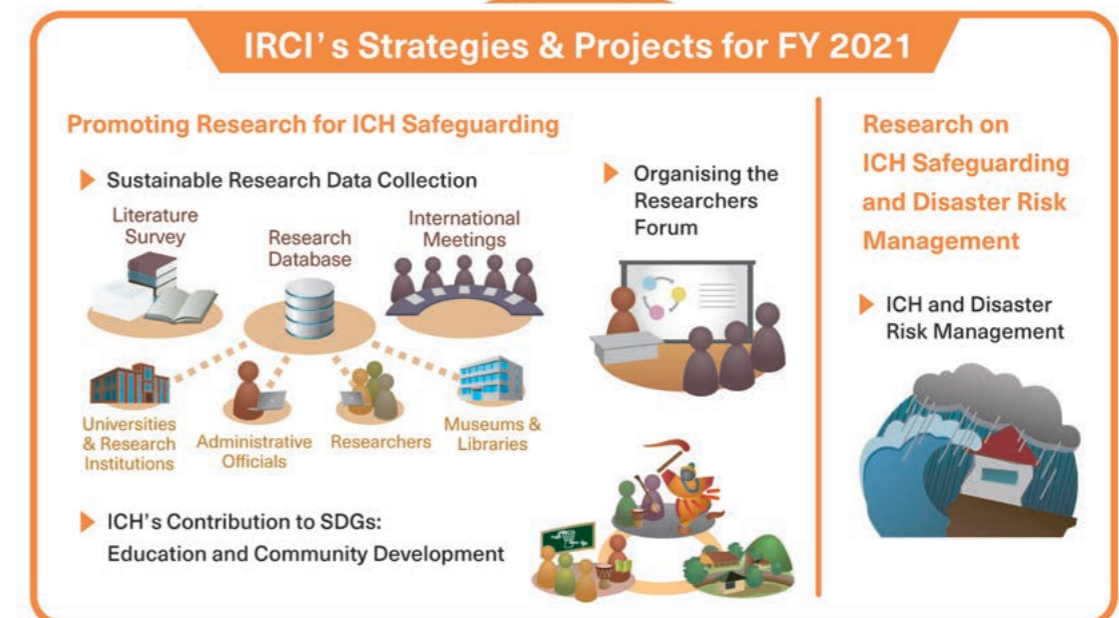 IRCI's Strategies & Projects for FY 2021
Promoting Research for ICH Safeguarding
Sustainable Research Data Collection
Literature
Survey
Research
Database
International
Meetings
Universities
& Research
Institutions
Administrative
Officials
Researchers
Museums &
Libraries
Organising the
Researchers
Forum
ICH's Contribution to SDGs:
Education and Community Development
Research on
ICH Safeguarding
and Disaster Risk
Management
ICH and Disaster
Risk Management